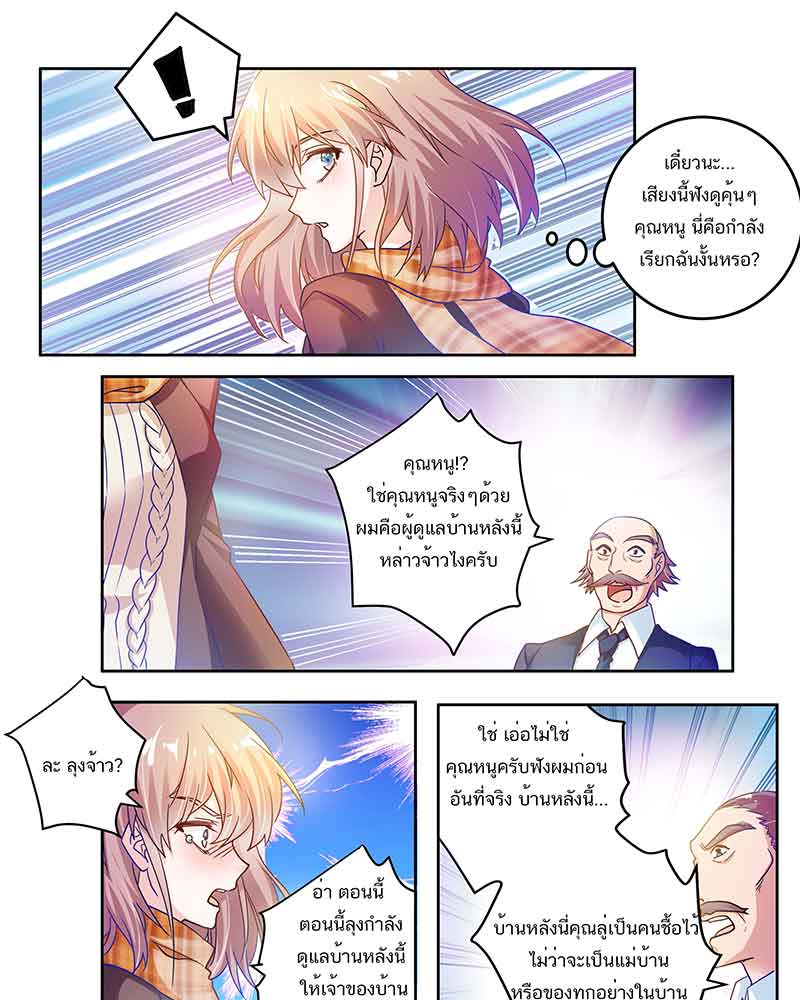 !
เดี๋ยวนะ...
เสียงนี้ฟังดูคุ้นๆ
คุณหนู นี่คือกำลัง
เรียกฉันงั้นหรอ?
คุณหนู!?
ใช่คุณหนูจริงๆด้วย
ผมคือผู้ดูแลบ้านหลังนี้
หล่าวจ้าวไงครับ
ละ ลุงจ้าว?
อ่า ตอนนี้
ตอนนี้ลุงกำลัง
ดูแลบ้านหลังนี้
ให้เจ้าของบ้าน
ใช่ เอ่อไม่ใช่
คุณหนูครับฟังผมก่อน
อันที่จริง บ้านหลังนี้...
บ้านหลังนี่คุณลู่เป็นคนซื้อไว้
ไม่ว่าจะเป็นแม่บ้าน
หรือของทุกอย่างในบ้าน